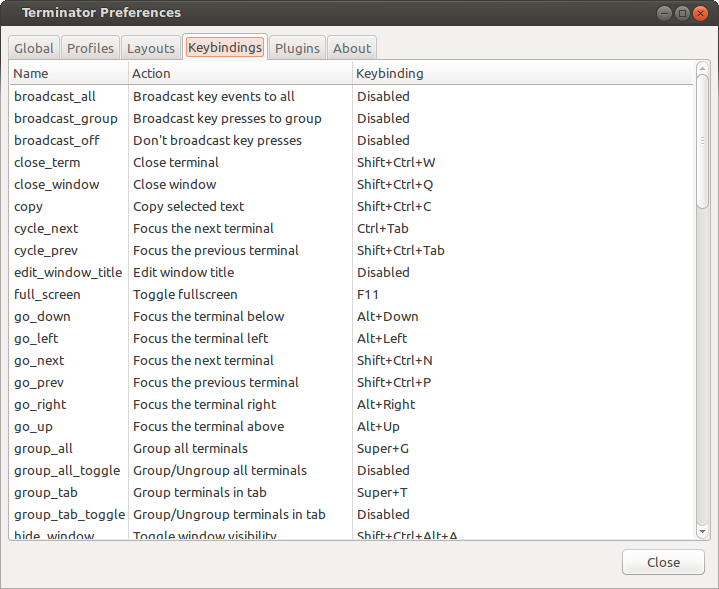 Terminator Preferences
Global Profiles Layouts Keybindings Plugins About
Name Action Keybinding
broadcast_all Broadcast key events to all Disabled
broadcast_group Broadcast key presses to group Disabled
broadcast_off Don't broadcast key presses Disabled
close_term Close terminal Shift+Ctrl+W
close_window Close window Shift+Ctrl+Q
copy Copy selected text Shift+Ctrl+C
cycle_next Focus the next terminal Ctrl+Tab
cycle_prev Focus the previous terminal Shift+Ctrl+Tab
edit_window_title Edit window title Disabled
full_screen Toggle fullscreen F11
go_down Focus the terminal below Alt+Down
go_left Focus the terminal left Alt+Left
go_next Focus the next terminal Shift+Ctrl+N
go_prev Focus the previous terminal Shift+Ctrl+P
go_right Focus the terminal right Alt+Right
go_up Focus the terminal above Alt+Up
group_all Group all terminals Super+G
group_all_toggle Group/Ungroup all terminals Disabled
group_tab Group terminals in tab Super+T
group_tab_toggle Group/Ungroup terminals in tab Disabled
hide_window Toggle window visibility Shift+Ctrl+Alt+A
Close